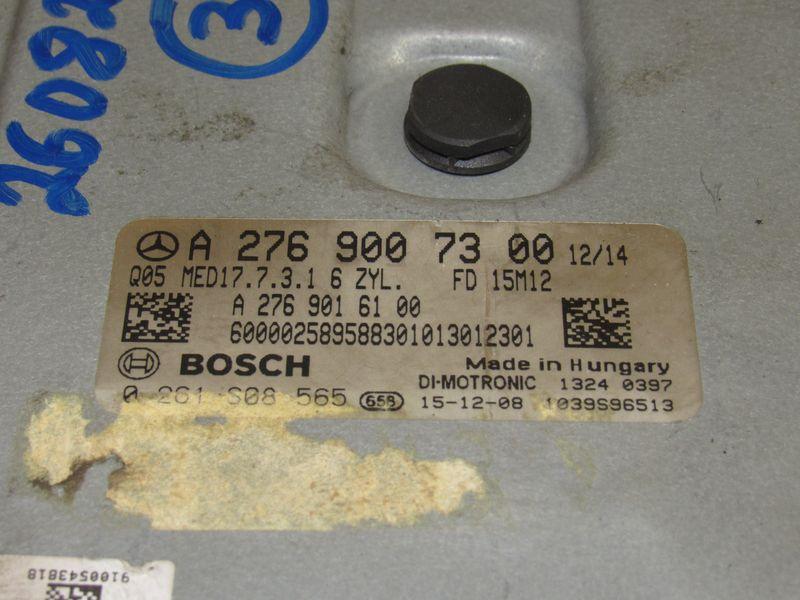 26082
3
A 276 900 73 00 12/14
Q05 MED17.7.3.1 6 ZYL. FD 15M12
A 276 901 61 00
600002589588301013012301
BOSCH
Made in Hungary
0 261 S08 565 658 DI-MOTRONIC 1324 0397
15-12-08 1039S96513
9100543818